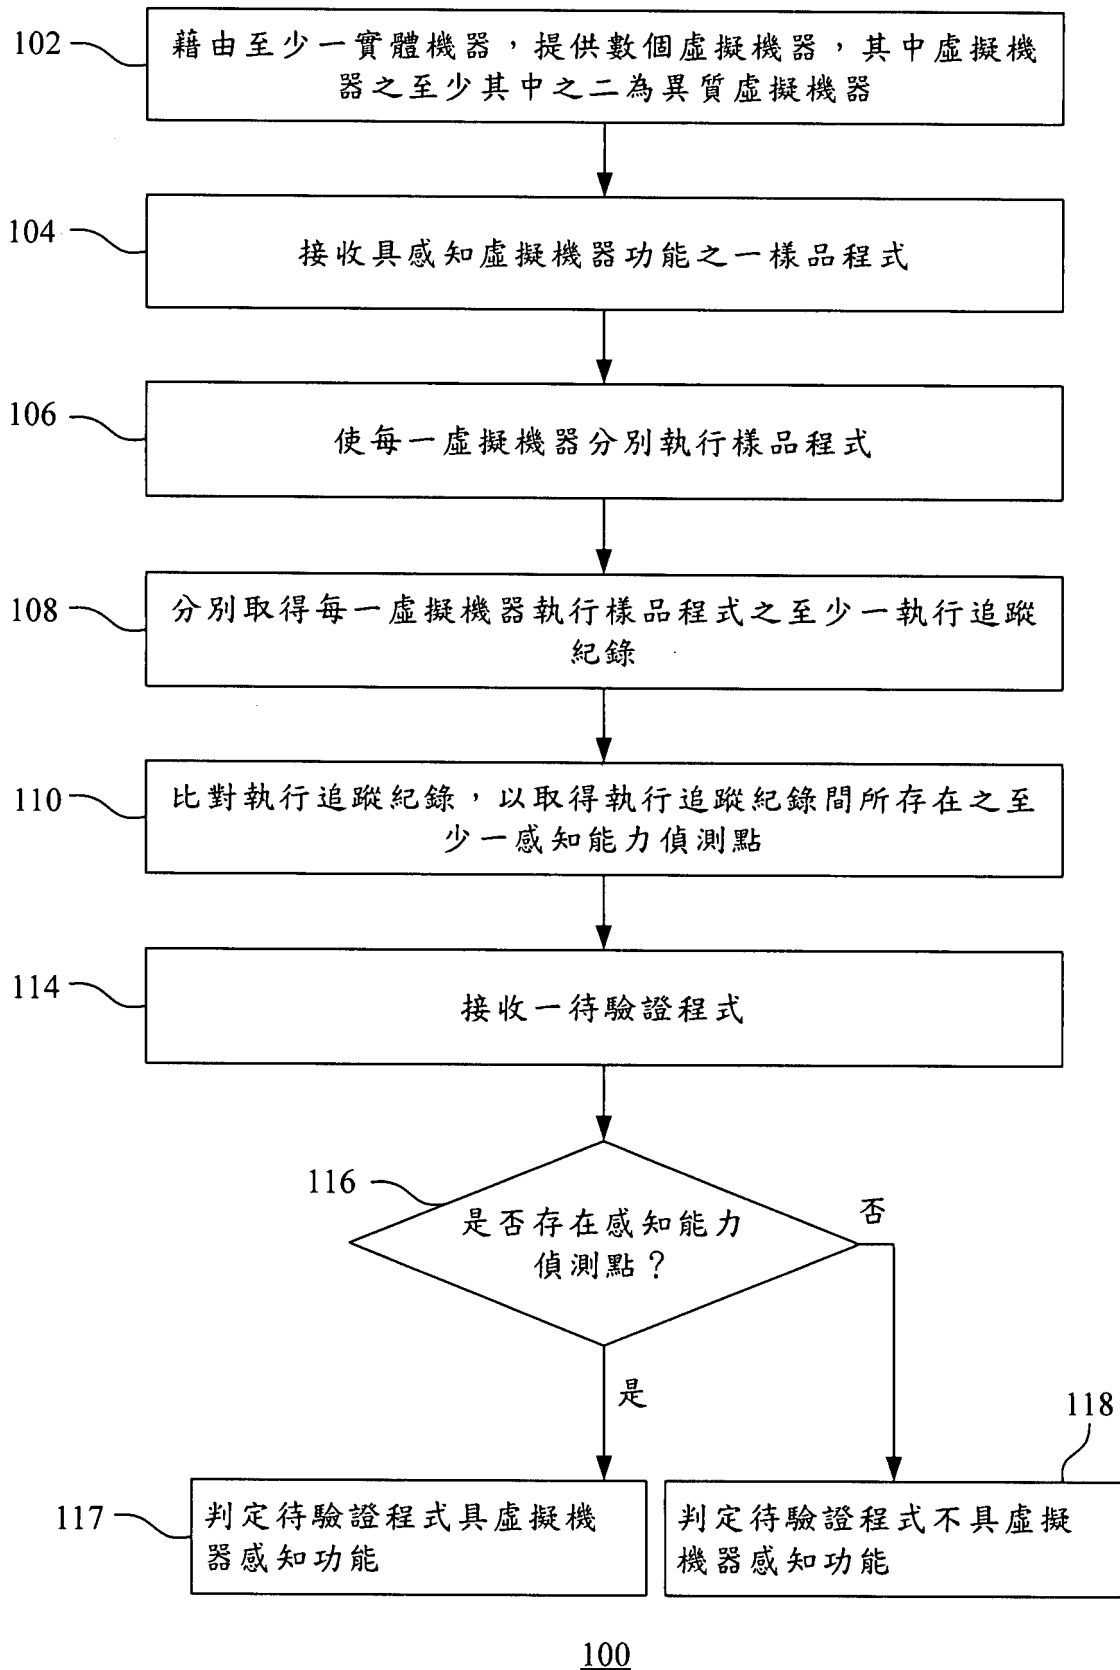 102
藉由至少一實體機器，提供數個虛擬機器，其中虛擬機
器之至少其中之二為異質虛擬機器
104
接收具感知虛擬機器功能之一樣品程式
106
使每一虛擬機器分別執行樣品程式
108
分別取得每一虛擬機器執行樣品程式之至少一執行追蹤
紀錄
110
比對執行追蹤紀錄，以取得執行追蹤紀錄間所存在之至
少一感知能力偵測點
114
接收一待驗證程式
116
是否存在感知能力
偵測點？
否
是
118
117
判定待驗證程式具虛擬機
器感知功能
判定待驗證程式不具虛擬
機器感知功能
100